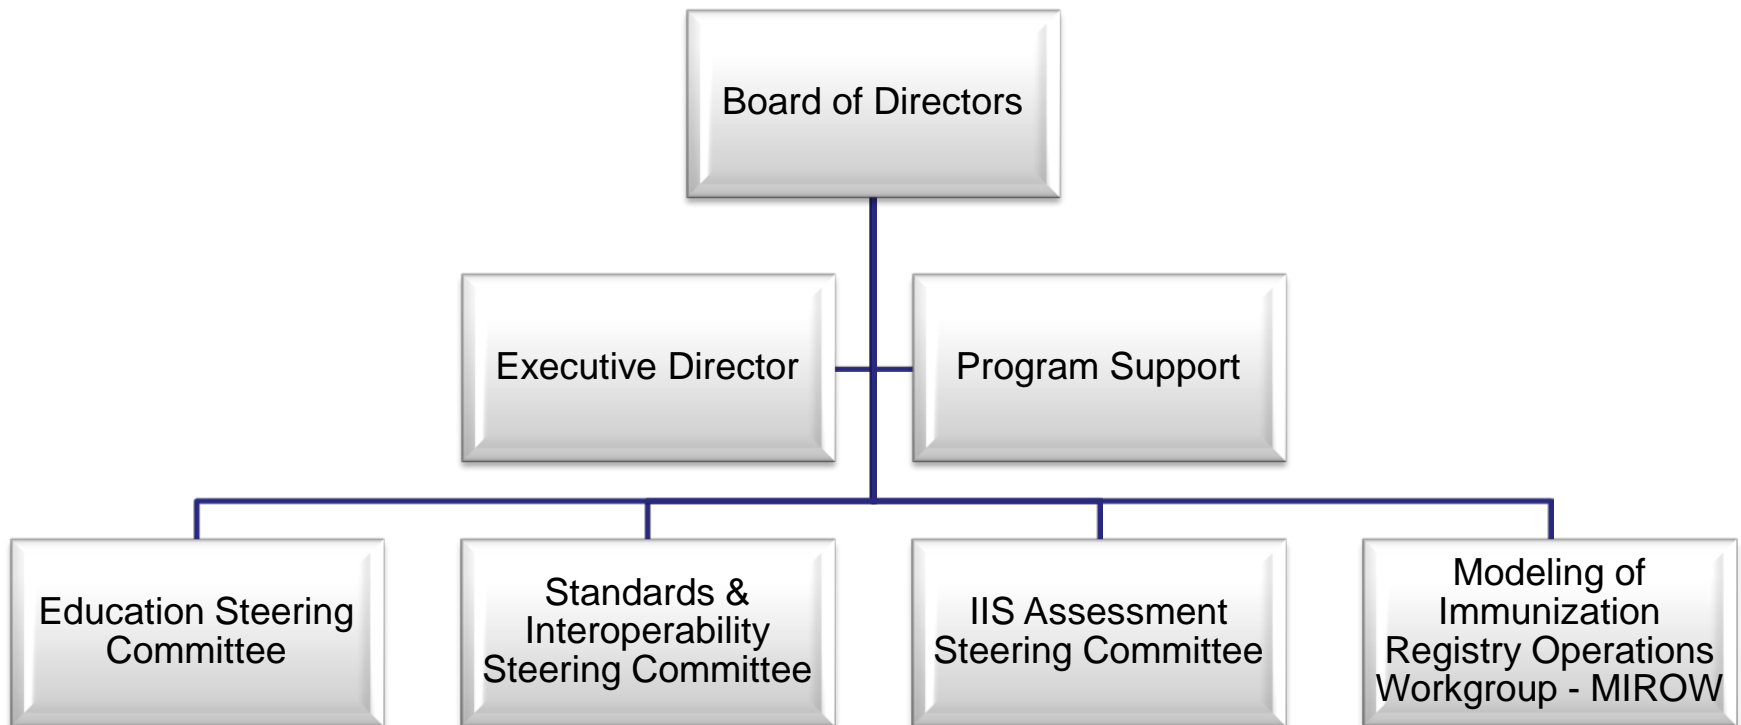 Board of Directors
Executive Director
Program Support
Education Steering
Committee
Standards &
Interoperability
Steering Committee
IIS Assessment
Steering Committee
Modeling of
Immunization
Registry Operations
Workgroup - MIROW